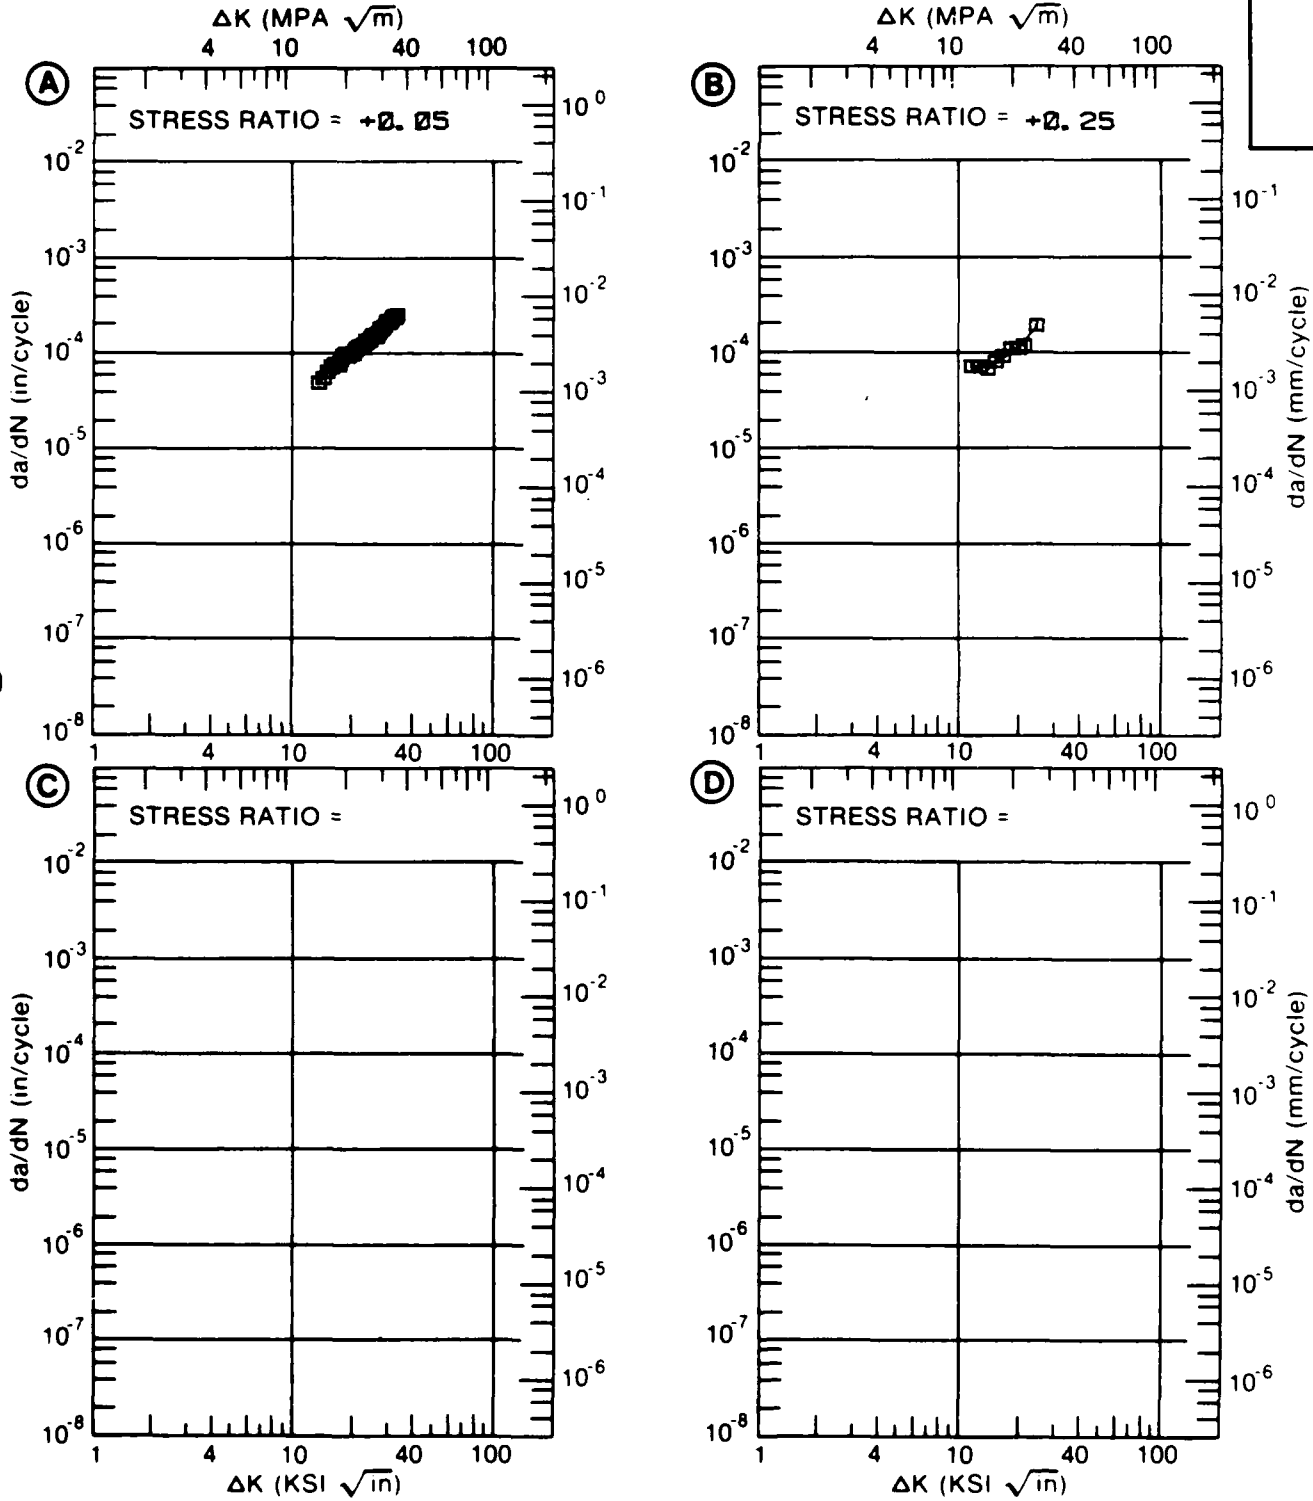 ΔK (MPA √m) ΔK (MPA √m)
4 10 40 100 4 10 40 100
A B
STRESS RATIO = +0.05 STRESS RATIO = +0.25
10^0
10^-2 10^-2
10^-1 10^-1
10^-3 10^-3
10^-2 10^-2
10^-4 10^-4
10^-3 10^-3
10^-5 10^-5
10^-4 10^-4
10^-6 10^-6
10^-5 10^-5
10^-7 10^-7
10^-6 10^-6
10^-8 10^-8
da/dN (in/cycle) da/dN (mm/cycle)
1 4 10 40 100 1 4 10 40 100
C D
STRESS RATIO = STRESS RATIO =
10^0 10^0
10^-2 10^-2
10^-1 10^-1
10^-3 10^-3
10^-2 10^-2
10^-4 10^-4
10^-3 10^-3
10^-5 10^-5
10^-4 10^-4
10^-6 10^-6
10^-5 10^-5
10^-7 10^-7
10^-6 10^-6
10^-8 10^-8
da/dN (in/cycle) da/dN (mm/cycle)
1 4 10 40 100 1 4 10 40 100
ΔK (KSI √in) ΔK (KSI √in)